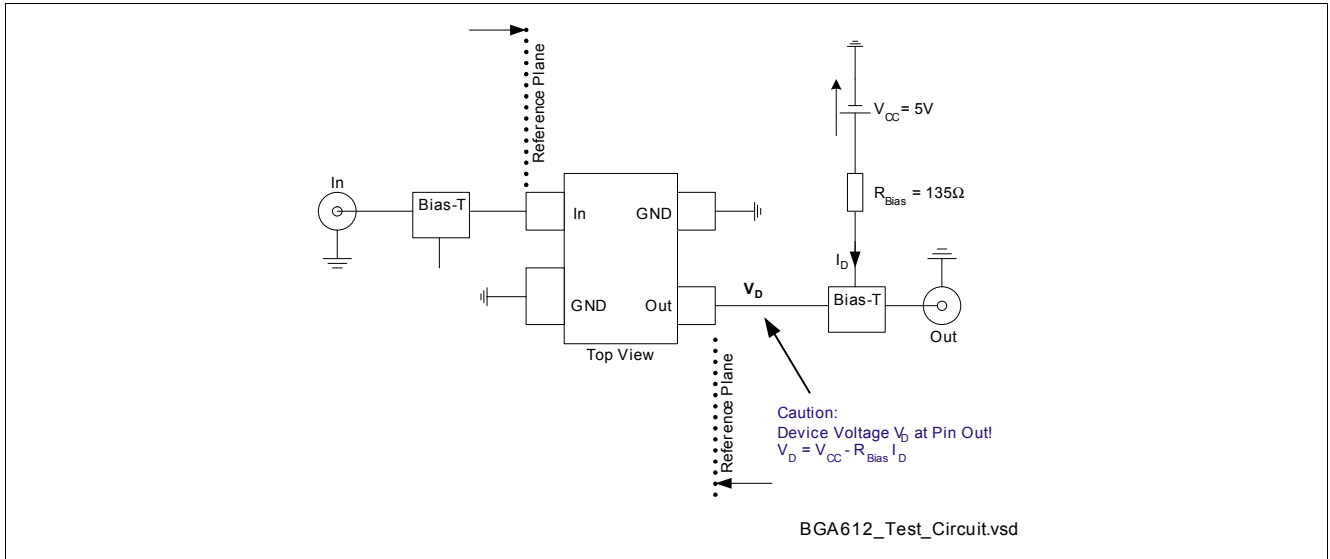 Reference Plane
V_CC = 5V
In
Bias-T
In
GND
R_Bias = 135Ω
I_D
GND
Out
V_D
Bias-T
Out
Top View
Reference Plane
Caution:
Device Voltage V_D at Pin Out!
V_D = V_CC - R_Bias I_D
BGA612_Test_Circuit.vsd